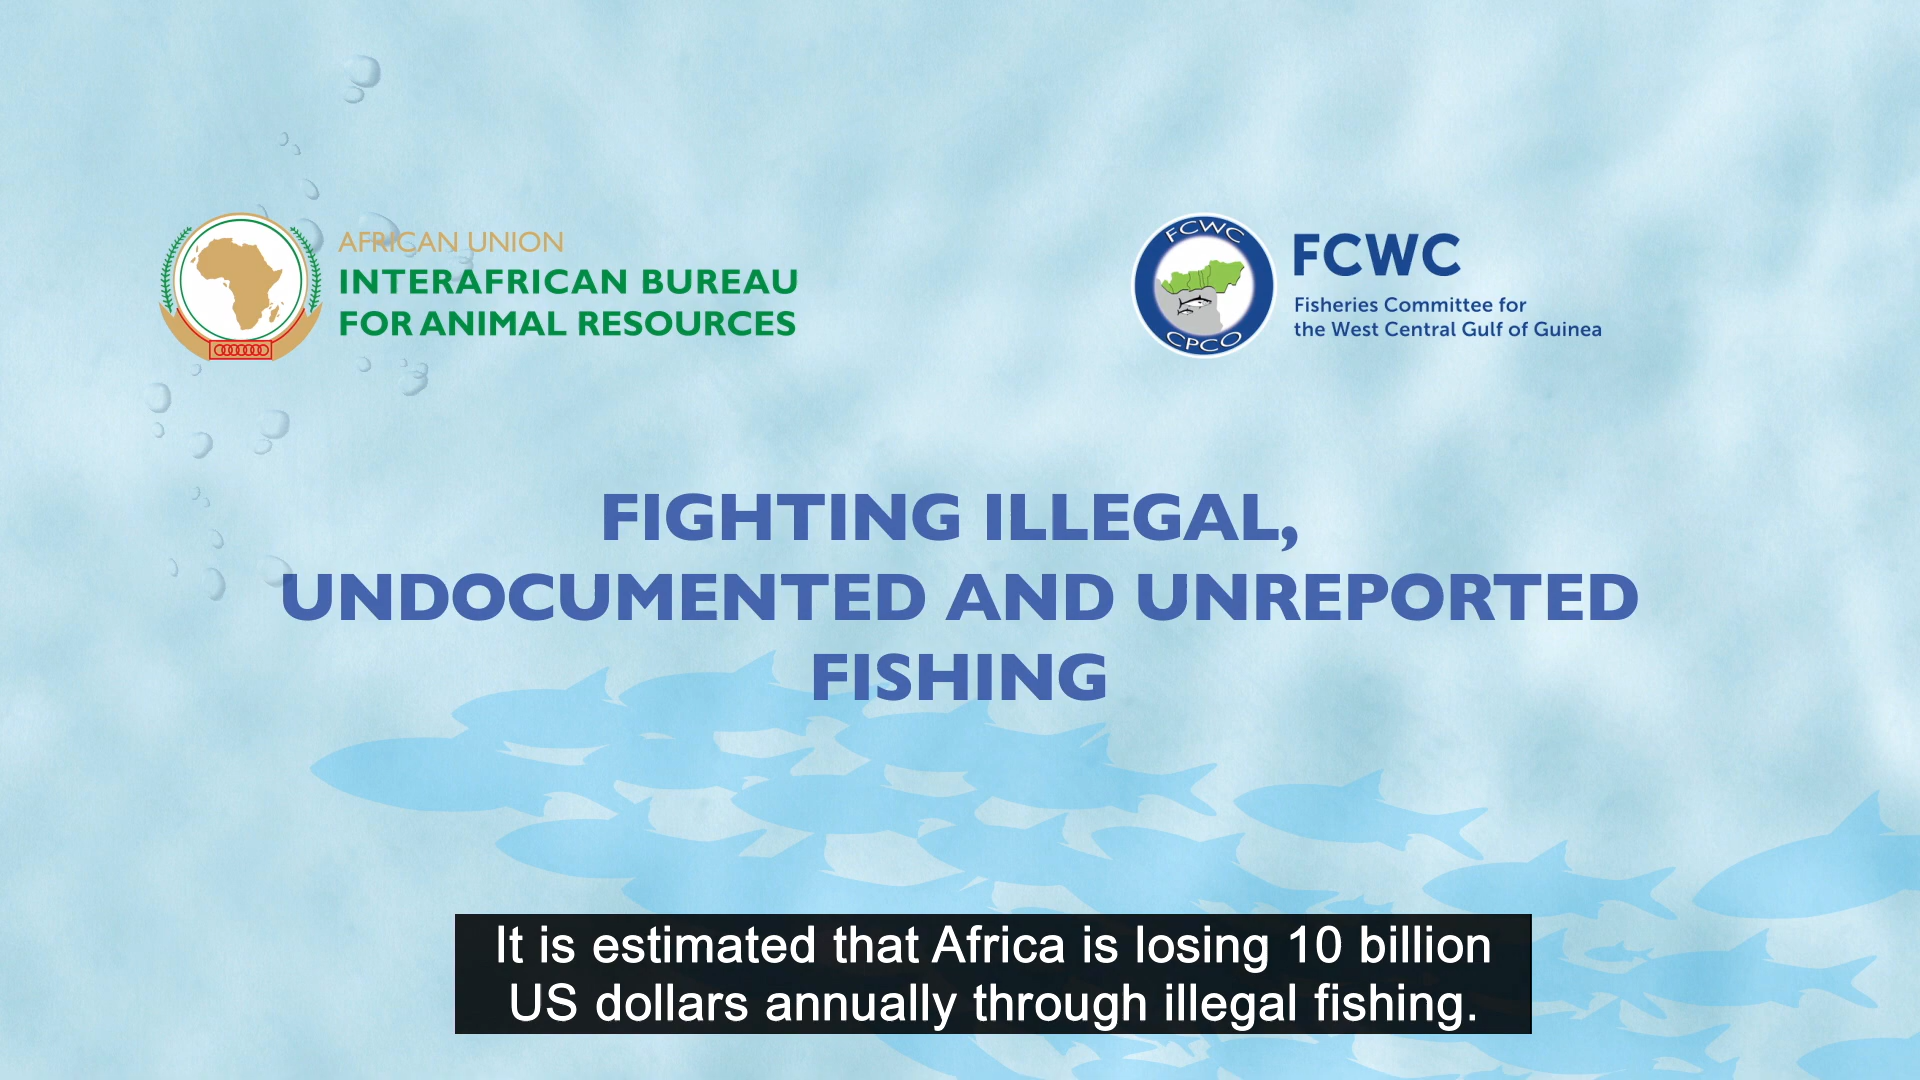 AFRICAN UNION
INTERAFRICAN BUREAU
FOR ANIMAL RESOURCES
FCWC
CPCO
FCWC
Fisheries Committee for
the West Central Gulf of Guinea
FIGHTING ILLEGAL,
UNDOCUMENTED AND UNREPORTED
FISHING
It is estimated that Africa is losing 10 billion
US dollars annually through illegal fishing.